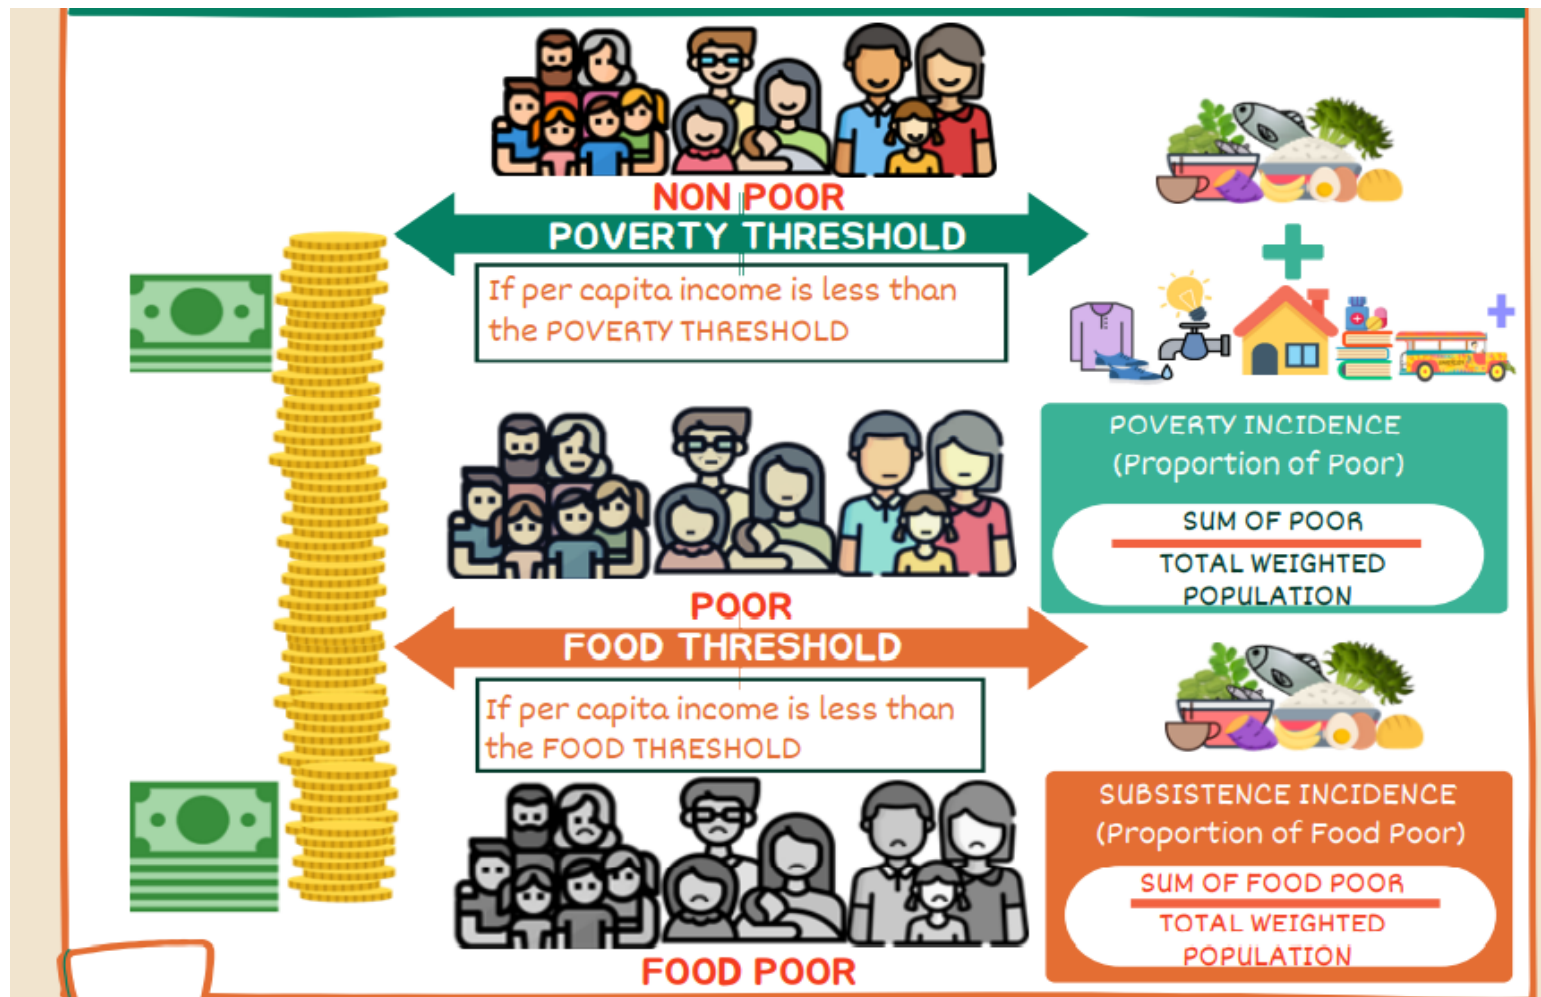 NON POOR
POVERTY THRESHOLD
If per capita income is less than
the POVERTY THRESHOLD
POVERTY INCIDENCE
(Proportion of Poor)
SUM OF POOR
TOTAL WEIGHTED
POPULATION
POOR
FOOD THRESHOLD
If per capita income is less than
the FOOD THRESHOLD
SUBSISTENCE INCIDENCE
(Proportion of Food Poor)
SUM OF FOOD POOR
TOTAL WEIGHTED
POPULATION
FOOD POOR